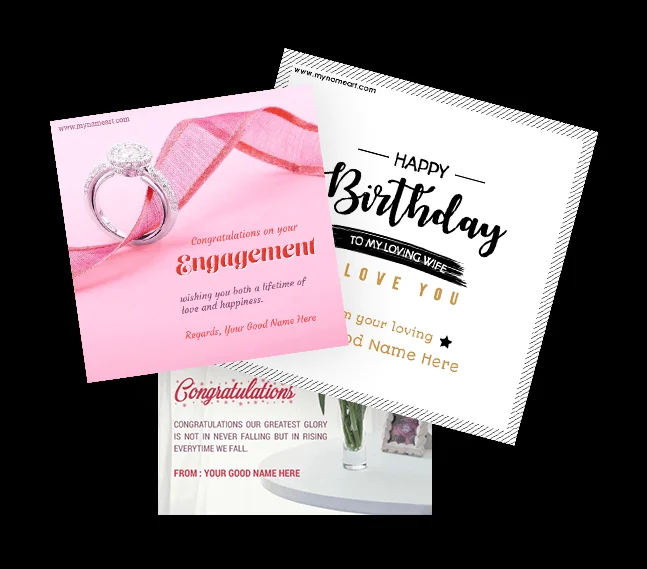 www.mynameart.com
Congratulations on your
Engagement
wishing you both a lifetime of
love and happiness.
Regards, Your Good Name Here
www.mynameart.com
HAPPY
Birthday
TO MY LOVING WIFE
LOVE YOU
your loving
Name Here
Congratulations
CONGRATULATIONS OUR GREATEST GLORY
IS NOT IN NEVER FALLING BUT IN RISING
EVERYTIME WE FALL.
FROM : YOUR GOOD NAME HERE